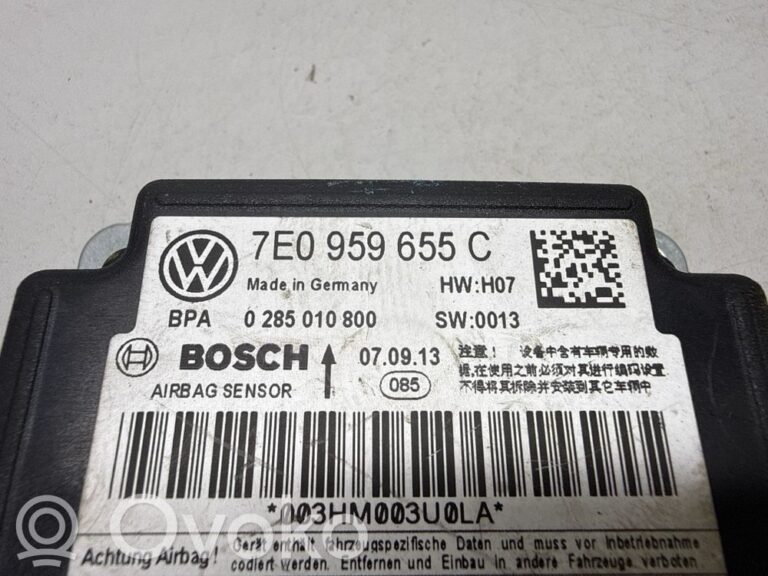 7E0 959 655 C
Made in Germany HW:H07
BPA 0 285 010 800 SW:0013
BOSCH 07.09.13
AIRBAG SENSOR 085
注意！ 设备中含有车辆专用的数
据,在使用之前必须对其进行编码设置
不得将其拆除并安装到其它车辆中
*003HM003U0LA*
Achtung Airbag! Gerät enthält fahrzeugspezifische Daten und muss vor Inbetriebnahme
codiert werden. Entfernen und Einbau in andere Fahrzeuge verboten
Ovoko